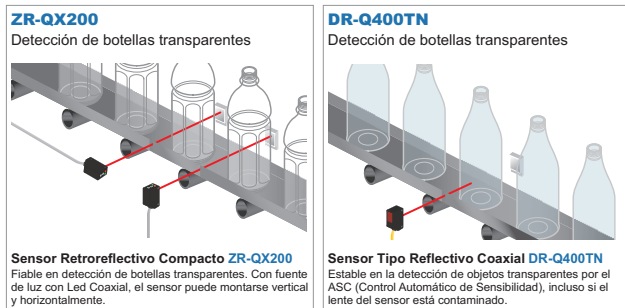 ZR-QX200
Detección de botellas transparentes
Sensor Retroreflectivo Compacto ZR-QX200
Fiable en detección de botellas transparentes. Con fuente
de luz con Led Coaxial, el sensor puede montarse vertical
y horizontalmente.
DR-Q400TN
Detección de botellas transparentes
Sensor Tipo Reflectivo Coaxial DR-Q400TN
Estable en la detección de objetos transparentes por el
ASC (Control Automático de Sensibilidad), incluso si el
lente del sensor está contaminado.